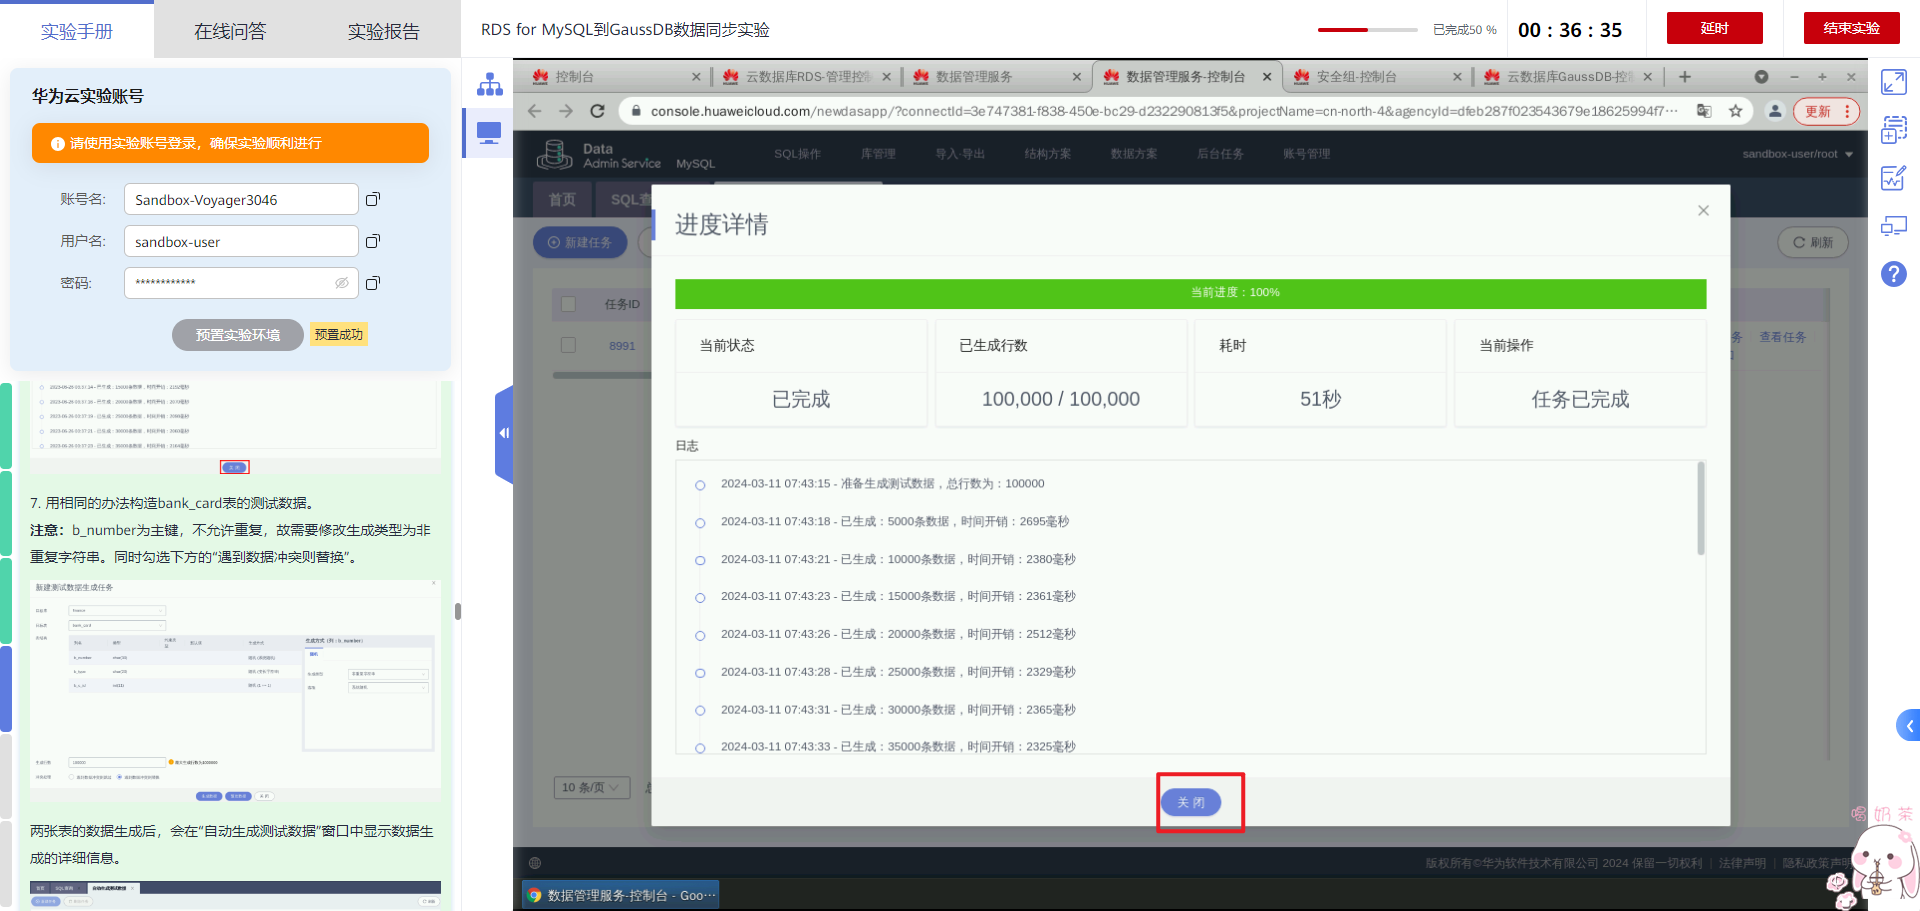 实验手册
在线问答
实验报告
RDS for MySQL到GaussDB数据同步实验
已完成50 %
00 : 36 : 35
延时
结束实验
华为云实验账号
请使用实验账号登录，确保实验顺利进行
账号名:
Sandbox-Voyager3046
用户名:
sandbox-user
密码:
************
预置实验环境
预置成功
关 闭
7. 用相同的办法构造bank_card表的测试数据。
注意：b_number为主键，不允许重复，故需要修改生成类型为非
重复字符串。同时勾选下方的“遇到数据冲突则替换”。
新建测试数据生成任务
两张表的数据生成后，会在“自动生成测试数据”窗口中显示数据生
成的详细信息。
控制台
云数据库RDS-管理控制
数据管理服务
数据管理服务-控制台
安全组-控制台
云数据库GaussDB-控
console.huaweicloud.com/newdasapp/?connectId=3e747381-f838-450e-bc29-d232290813f5&projectName=cn-north-4&agencyId=dfeb287f023543679e18625994f7···
更新
Data
Admin Service
MySQL
SQL操作
库管理
导入·导出
结构方案
数据方案
后台任务
账号管理
sandbox-user/root
首页
SQL查
新建任务
刷新
任务ID
8991
务
查看任务
进度详情
当前进度：100%
当前状态
已完成
已生成行数
100,000 / 100,000
耗时
51秒
当前操作
任务已完成
日志
2024-03-11 07:43:15 - 准备生成测试数据，总行数为：100000
2024-03-11 07:43:18 - 已生成：5000条数据，时间开销：2695毫秒
2024-03-11 07:43:21 - 已生成：10000条数据，时间开销：2380毫秒
2024-03-11 07:43:23 - 已生成：15000条数据，时间开销：2361毫秒
2024-03-11 07:43:26 - 已生成：20000条数据，时间开销：2512毫秒
2024-03-11 07:43:28 - 已生成：25000条数据，时间开销：2329毫秒
2024-03-11 07:43:31 - 已生成：30000条数据，时间开销：2365毫秒
2024-03-11 07:43:33 - 已生成：35000条数据，时间开销：2325毫秒
10 条/页
关 闭
版权所有©华为软件技术有限公司 2024 保留一切权利 | 法律声明 | 隐私政策声明
数据管理服务-控制台 - Goo···
喝奶茶